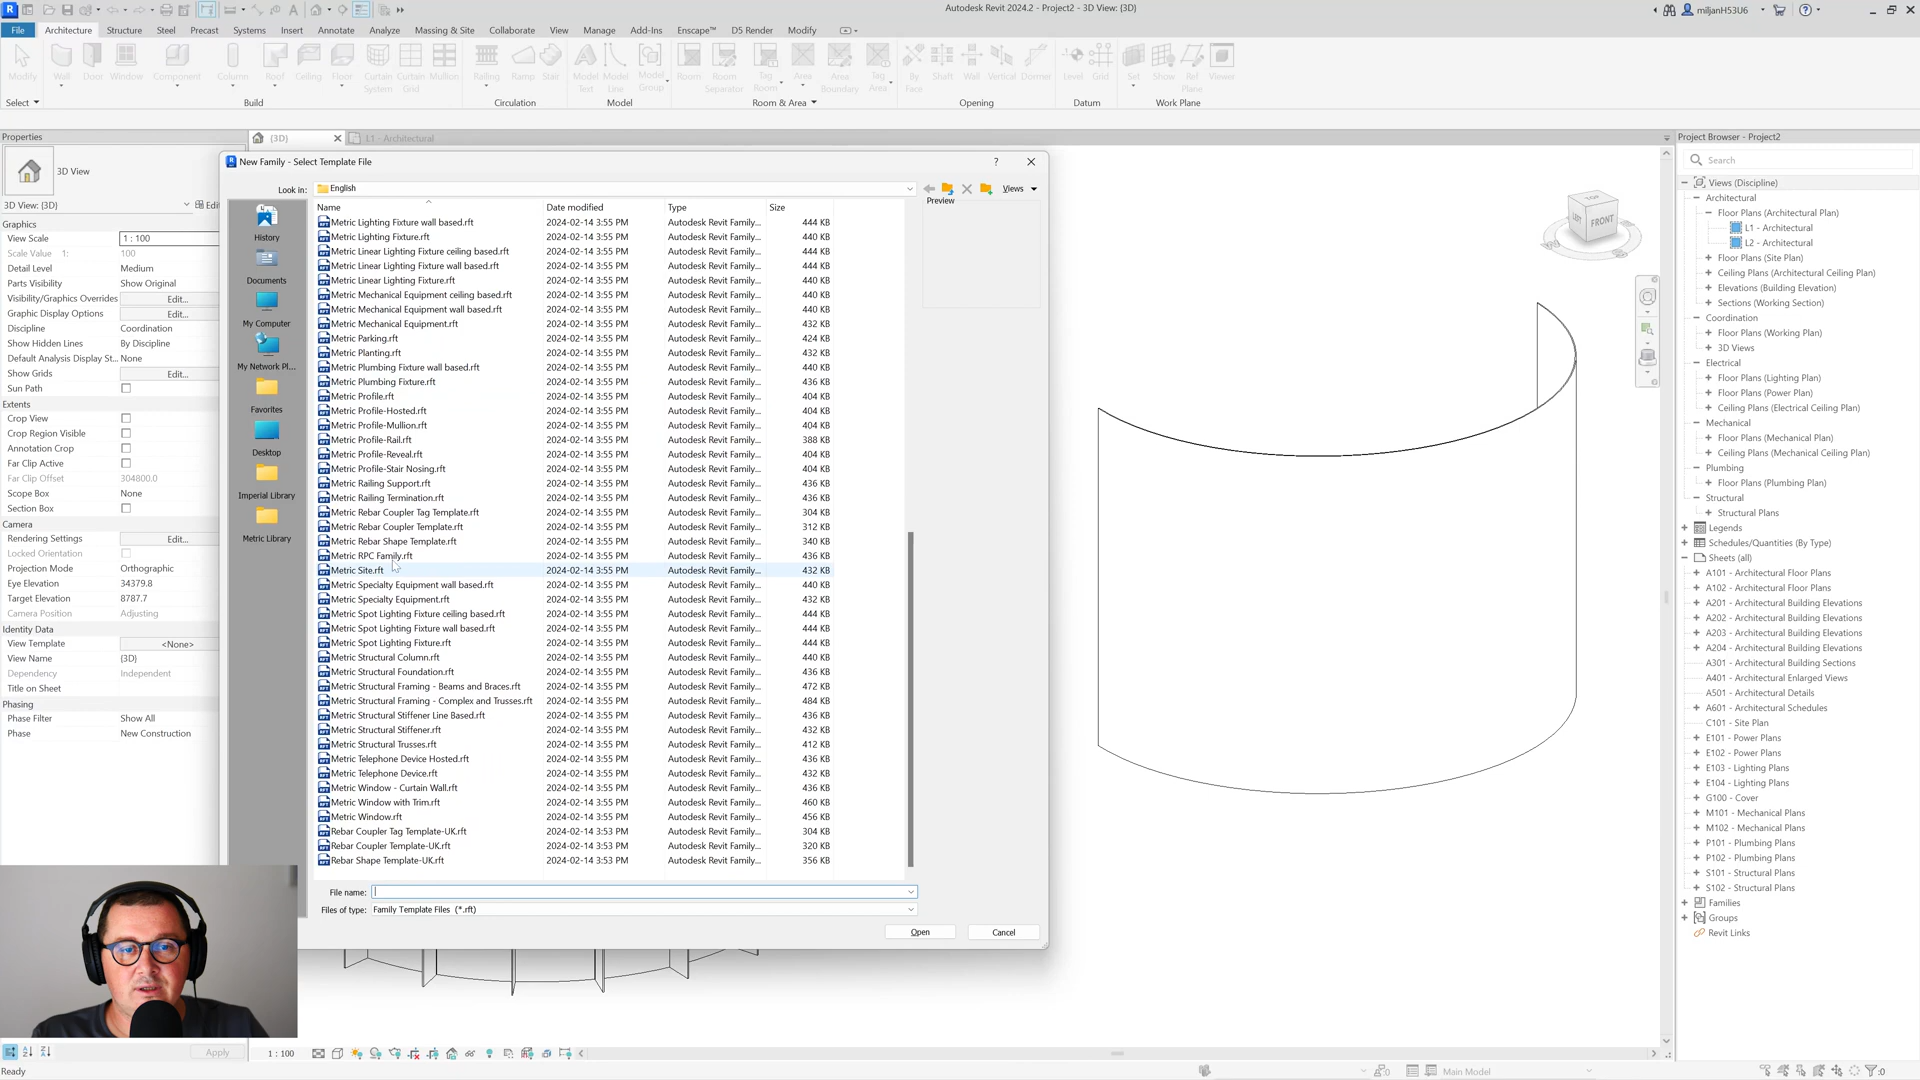 Autodesk Revit 2024.2 - Project2 - 3D View: {3D}
miljanH53U6
File
Architecture
Structure
Steel
Precast
Systems
Insert
Annotate
Analyze
Massing & Site
Collaborate
View
Manage
Add-Ins
Enscape™
D5 Render
Modify
Modify
Wall
Door
Window
Component
Column
Roof
Ceiling
Floor
Curtain System
Curtain Grid
Mullion
Railing
Ramp
Stair
Model Text
Model Line
Model Group
Room
Room Separator
Tag Room
Area
Area Boundary
Tag Area
By Face
Shaft
Wall
Vertical
Dormer
Level
Grid
Set
Show
Ref Plane
Viewer
Select
Build
Circulation
Model
Room & Area
Opening
Datum
Work Plane
Properties
3D View
3D View: {3D}
Graphics
View Scale 1 : 100
Scale Value 1: 100
Detail Level Medium
Parts Visibility Show Original
Visibility/Graphics Overrides Edit...
Graphic Display Options Edit...
Discipline Coordination
Show Hidden Lines By Discipline
Default Analysis Display St... None
Show Grids Edit...
Sun Path
Extents
Crop View
Crop Region Visible
Annotation Crop
Far Clip Active
Far Clip Offset 304800.0
Scope Box None
Section Box
Camera
Rendering Settings Edit...
Locked Orientation
Projection Mode Orthographic
Eye Elevation 34379.8
Target Elevation 8787.7
Camera Position Adjusting
Identity Data
View Template <None>
View Name {3D}
Dependency Independent
Title on Sheet
Phasing
Phase Filter Show All
Phase New Construction
Apply
Ready
{3D}
L1 - Architectural
New Family - Select Template File
Look in: English
Views
Preview
History
Documents
My Computer
My Network Pl...
Favorites
Desktop
Imperial Library
Metric Library
Name Date modified Type Size
Metric Lighting Fixture wall based.rft 2024-02-14 3:55 PM Autodesk Revit Family... 444 KB
Metric Lighting Fixture.rft 2024-02-14 3:55 PM Autodesk Revit Family... 440 KB
Metric Linear Lighting Fixture ceiling based.rft 2024-02-14 3:55 PM Autodesk Revit Family... 444 KB
Metric Linear Lighting Fixture wall based.rft 2024-02-14 3:55 PM Autodesk Revit Family... 444 KB
Metric Linear Lighting Fixture.rft 2024-02-14 3:55 PM Autodesk Revit Family... 440 KB
Metric Mechanical Equipment ceiling based.rft 2024-02-14 3:55 PM Autodesk Revit Family... 440 KB
Metric Mechanical Equipment wall based.rft 2024-02-14 3:55 PM Autodesk Revit Family... 440 KB
Metric Mechanical Equipment.rft 2024-02-14 3:55 PM Autodesk Revit Family... 432 KB
Metric Parking.rft 2024-02-14 3:55 PM Autodesk Revit Family... 424 KB
Metric Planting.rft 2024-02-14 3:55 PM Autodesk Revit Family... 432 KB
Metric Plumbing Fixture wall based.rft 2024-02-14 3:55 PM Autodesk Revit Family... 440 KB
Metric Plumbing Fixture.rft 2024-02-14 3:55 PM Autodesk Revit Family... 436 KB
Metric Profile.rft 2024-02-14 3:55 PM Autodesk Revit Family... 404 KB
Metric Profile-Hosted.rft 2024-02-14 3:55 PM Autodesk Revit Family... 404 KB
Metric Profile-Mullion.rft 2024-02-14 3:55 PM Autodesk Revit Family... 404 KB
Metric Profile-Rail.rft 2024-02-14 3:55 PM Autodesk Revit Family... 388 KB
Metric Profile-Reveal.rft 2024-02-14 3:55 PM Autodesk Revit Family... 404 KB
Metric Profile-Stair Nosing.rft 2024-02-14 3:55 PM Autodesk Revit Family... 404 KB
Metric Railing Support.rft 2024-02-14 3:55 PM Autodesk Revit Family... 436 KB
Metric Railing Termination.rft 2024-02-14 3:55 PM Autodesk Revit Family... 436 KB
Metric Rebar Coupler Tag Template.rft 2024-02-14 3:55 PM Autodesk Revit Family... 304 KB
Metric Rebar Coupler Template.rft 2024-02-14 3:55 PM Autodesk Revit Family... 312 KB
Metric Rebar Shape Template.rft 2024-02-14 3:55 PM Autodesk Revit Family... 340 KB
Metric RPC Family.rft 2024-02-14 3:55 PM Autodesk Revit Family... 436 KB
Metric Site.rft 2024-02-14 3:55 PM Autodesk Revit Family... 432 KB
Metric Specialty Equipment wall based.rft 2024-02-14 3:55 PM Autodesk Revit Family... 440 KB
Metric Specialty Equipment.rft 2024-02-14 3:55 PM Autodesk Revit Family... 432 KB
Metric Spot Lighting Fixture ceiling based.rft 2024-02-14 3:55 PM Autodesk Revit Family... 444 KB
Metric Spot Lighting Fixture wall based.rft 2024-02-14 3:55 PM Autodesk Revit Family... 444 KB
Metric Spot Lighting Fixture.rft 2024-02-14 3:55 PM Autodesk Revit Family... 444 KB
Metric Structural Column.rft 2024-02-14 3:55 PM Autodesk Revit Family... 440 KB
Metric Structural Foundation.rft 2024-02-14 3:55 PM Autodesk Revit Family... 436 KB
Metric Structural Framing - Beams and Braces.rft 2024-02-14 3:55 PM Autodesk Revit Family... 472 KB
Metric Structural Framing - Complex and Trusses.rft 2024-02-14 3:55 PM Autodesk Revit Family... 484 KB
Metric Structural Stiffener Line Based.rft 2024-02-14 3:55 PM Autodesk Revit Family... 436 KB
Metric Structural Stiffener.rft 2024-02-14 3:55 PM Autodesk Revit Family... 432 KB
Metric Structural Trusses.rft 2024-02-14 3:55 PM Autodesk Revit Family... 412 KB
Metric Telephone Device Hosted.rft 2024-02-14 3:55 PM Autodesk Revit Family... 436 KB
Metric Telephone Device.rft 2024-02-14 3:55 PM Autodesk Revit Family... 432 KB
Metric Window - Curtain Wall.rft 2024-02-14 3:55 PM Autodesk Revit Family... 436 KB
Metric Window with Trim.rft 2024-02-14 3:55 PM Autodesk Revit Family... 460 KB
Metric Window.rft 2024-02-14 3:55 PM Autodesk Revit Family... 456 KB
Rebar Coupler Tag Template-UK.rft 2024-02-14 3:53 PM Autodesk Revit Family... 304 KB
Rebar Coupler Template-UK.rft 2024-02-14 3:53 PM Autodesk Revit Family... 320 KB
Rebar Shape Template-UK.rft 2024-02-14 3:53 PM Autodesk Revit Family... 356 KB
File name:
Files of type: Family Template Files (*.rft)
Open
Cancel
TOP
LEFT
FRONT
1 : 100
Main Model
Project Browser - Project2
Search
Views (Discipline)
Architectural
Floor Plans (Architectural Plan)
L1 - Architectural
L2 - Architectural
Floor Plans (Site Plan)
Ceiling Plans (Architectural Ceiling Plan)
Elevations (Building Elevation)
Sections (Working Section)
Coordination
Floor Plans (Working Plan)
3D Views
Electrical
Floor Plans (Lighting Plan)
Floor Plans (Power Plan)
Ceiling Plans (Electrical Ceiling Plan)
Mechanical
Floor Plans (Mechanical Plan)
Ceiling Plans (Mechanical Ceiling Plan)
Plumbing
Floor Plans (Plumbing Plan)
Structural
Structural Plans
Legends
Schedules/Quantities (By Type)
Sheets (all)
A101 - Architectural Floor Plans
A102 - Architectural Floor Plans
A201 - Architectural Building Elevations
A202 - Architectural Building Elevations
A203 - Architectural Building Elevations
A204 - Architectural Building Elevations
A301 - Architectural Building Sections
A401 - Architectural Enlarged Views
A501 - Architectural Details
A601 - Architectural Schedules
C101 - Site Plan
E101 - Power Plans
E102 - Power Plans
E103 - Lighting Plans
E104 - Lighting Plans
G100 - Cover
M101 - Mechanical Plans
M102 - Mechanical Plans
P101 - Plumbing Plans
P102 - Plumbing Plans
S101 - Structural Plans
S102 - Structural Plans
Families
Groups
Revit Links